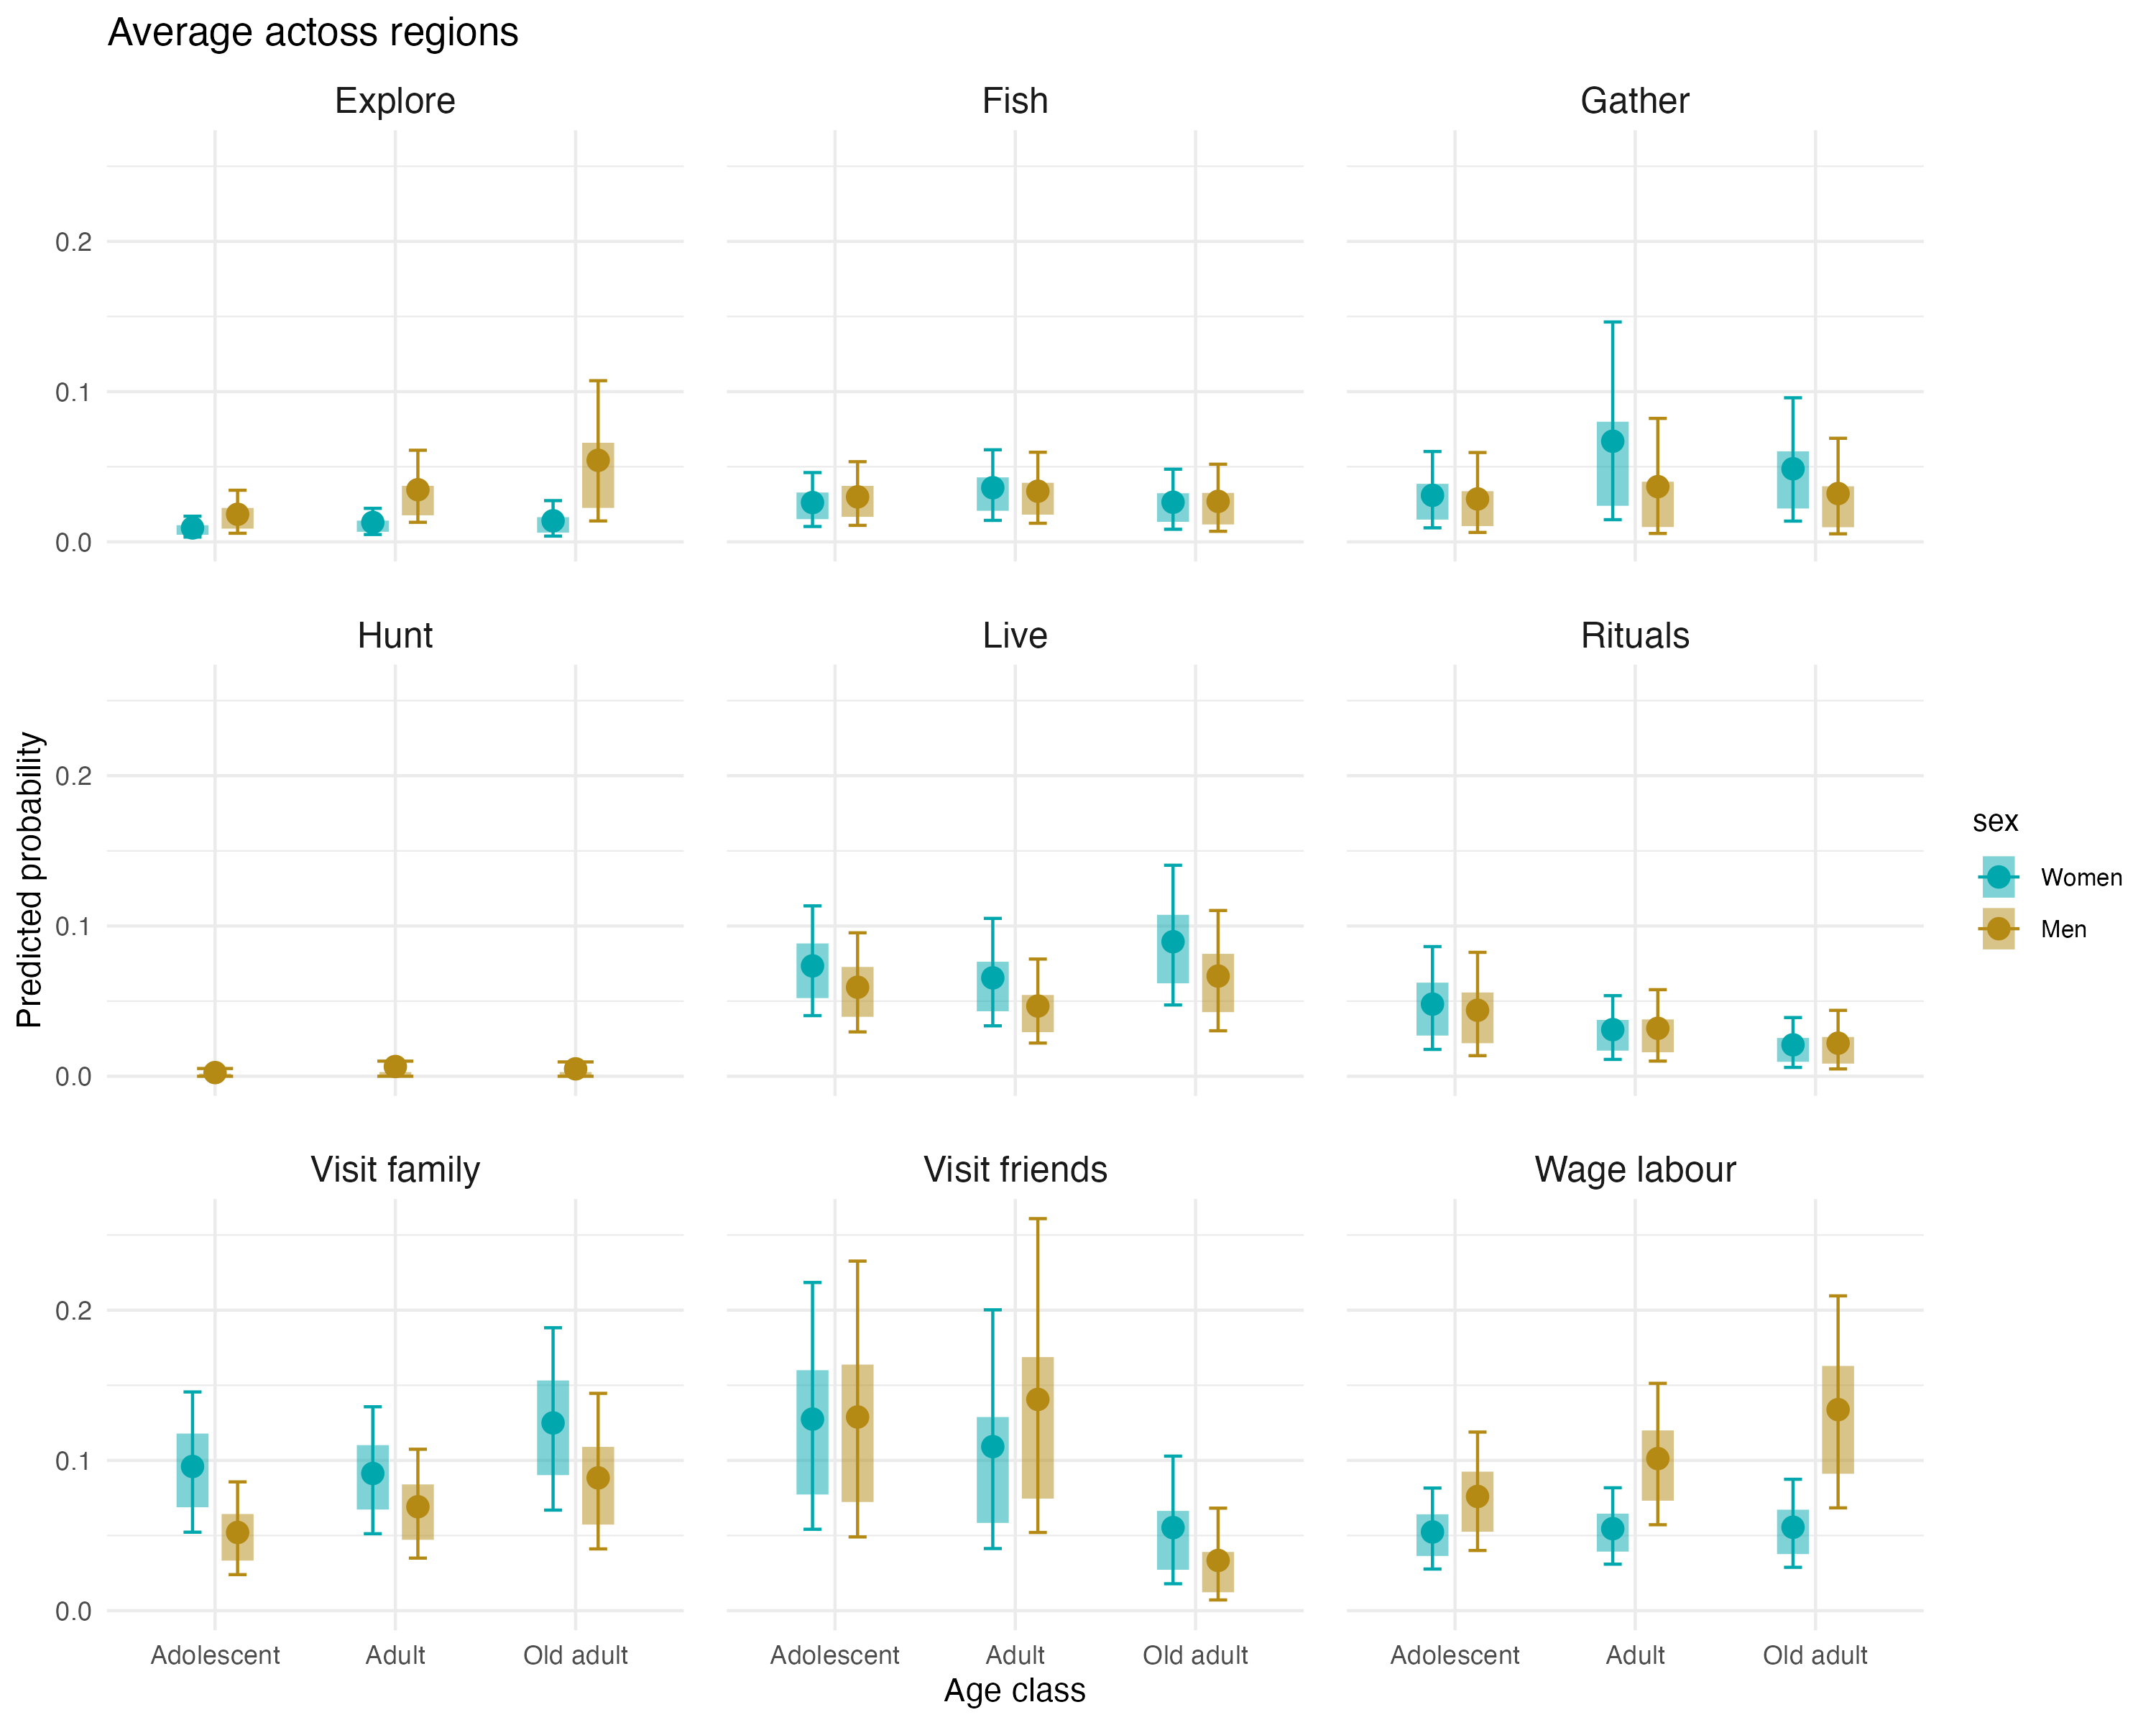 Average actoss regions
Explore
Fish
Gather
0.2
0.1
0.0
Hunt
Live
Rituals
0.2
0.1
0.0
Visit family
Visit friends
Wage labour
0.2
0.1
0.0
Adolescent
Adult
Old adult
Adolescent
Adult
Old adult
Adolescent
Adult
Old adult
Age class
Predicted probability
sex
Women
Men